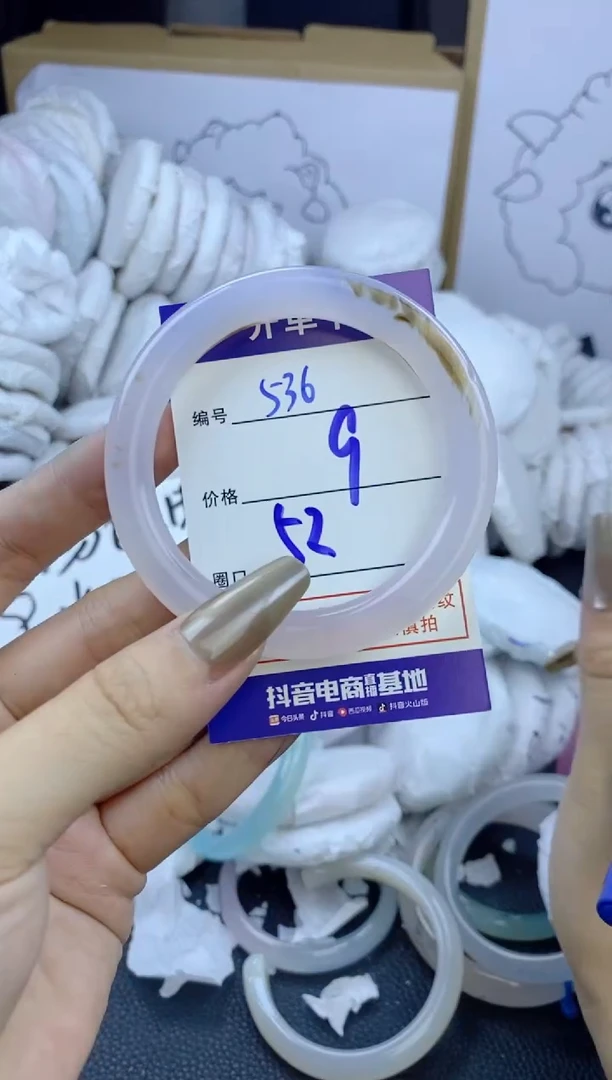 开单卡
编号 536
价格 9
圈口 52
纹
慎拍
抖音电商直播基地
今日头条 抖音 西瓜视频 抖音火山版